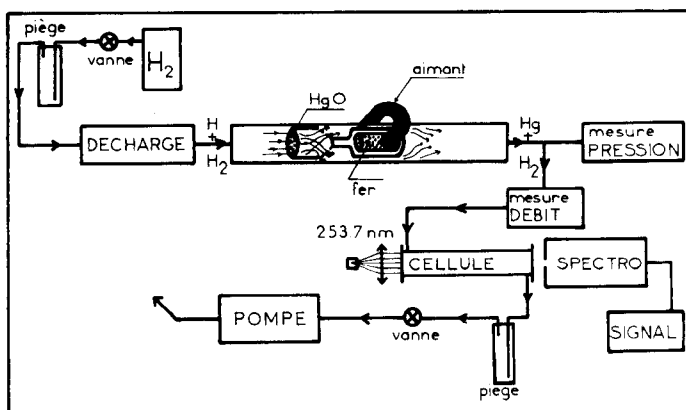 piège
vanne
H2
aimant
HgO
DECHARGE
H
+
H2
fer
Hg
+
H2
mesure
PRESSION
mesure
DEBIT
253.7 nm
CELLULE
SPECTRO
SIGNAL
POMPE
vanne
piège